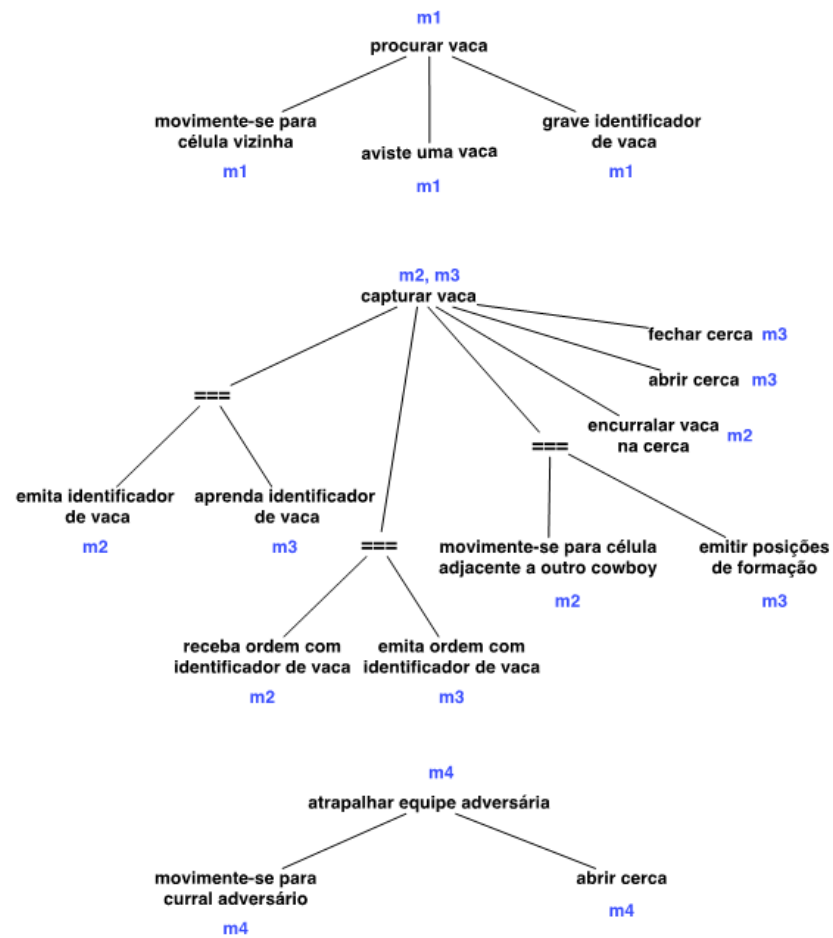 m1
procurar vaca
movimente-se para
célula vizinha
m1
aviste uma vaca
m1
grave identificador
de vaca
m1
m2, m3
capturar vaca
fechar cerca m3
abrir cerca m3
encurralar vaca
na cerca
m2
===
===
emita identificador
de vaca
m2
aprenda identificador
de vaca
m3
===
movimente-se para célula
adjacente a outro cowboy
m2
emitir posições
de formação
m3
receba ordem com
identificador de vaca
m2
emita ordem com
identificador de vaca
m3
m4
atrapalhar equipe adversária
movimente-se para
curral adversário
m4
abrir cerca
m4